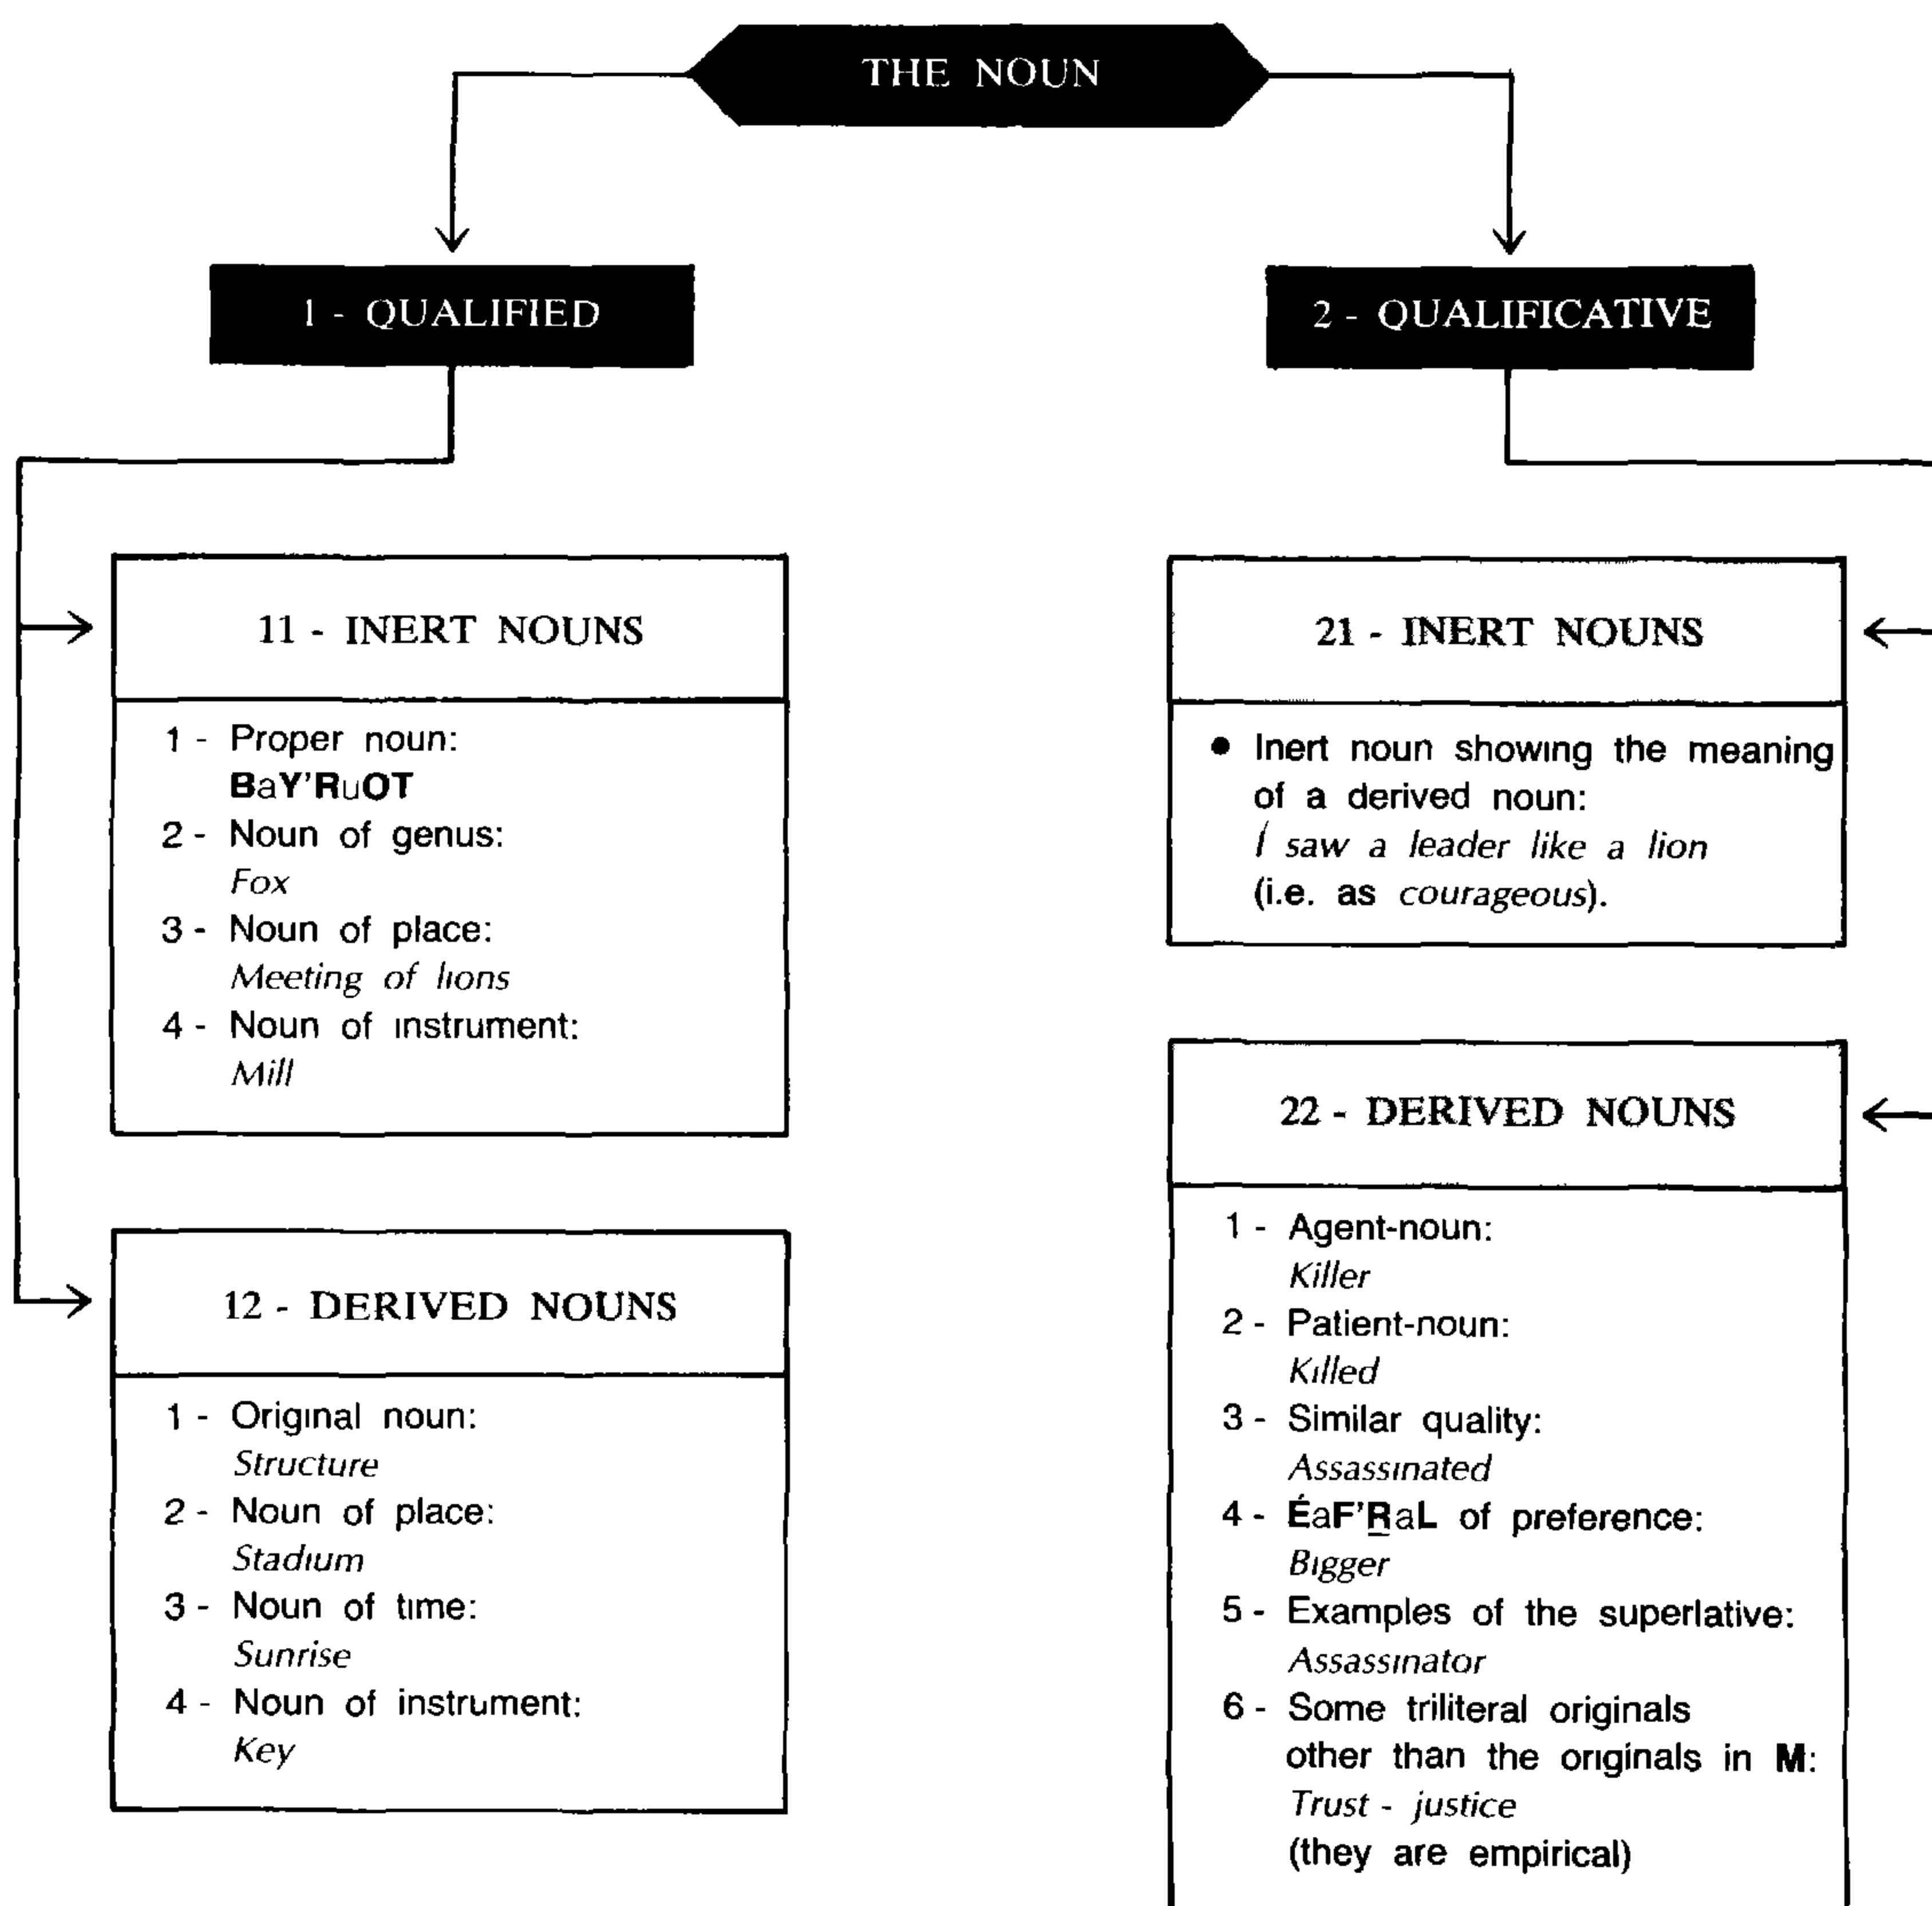 THE NOUN
1 - QUALIFIED
2 - QUALIFICATIVE
11 - INERT NOUNS
1 - Proper noun:
BaY'RuOT
2 - Noun of genus:
Fox
3 - Noun of place:
Meeting of lions
4 - Noun of instrument:
Mill
12 - DERIVED NOUNS
1 - Original noun:
Structure
2 - Noun of place:
Stadium
3 - Noun of time:
Sunrise
4 - Noun of instrument:
Key
21 - INERT NOUNS
● Inert noun showing the meaning
of a derived noun:
I saw a leader like a lion
(i.e. as courageous).
22 - DERIVED NOUNS
1 - Agent-noun:
Killer
2 - Patient-noun:
Killed
3 - Similar quality:
Assassinated
4 - ÉaF'R̲aL of preference:
Bigger
5 - Examples of the superlative:
Assassinator
6 - Some triliteral originals
other than the originals in M:
Trust - justice
(they are empirical)